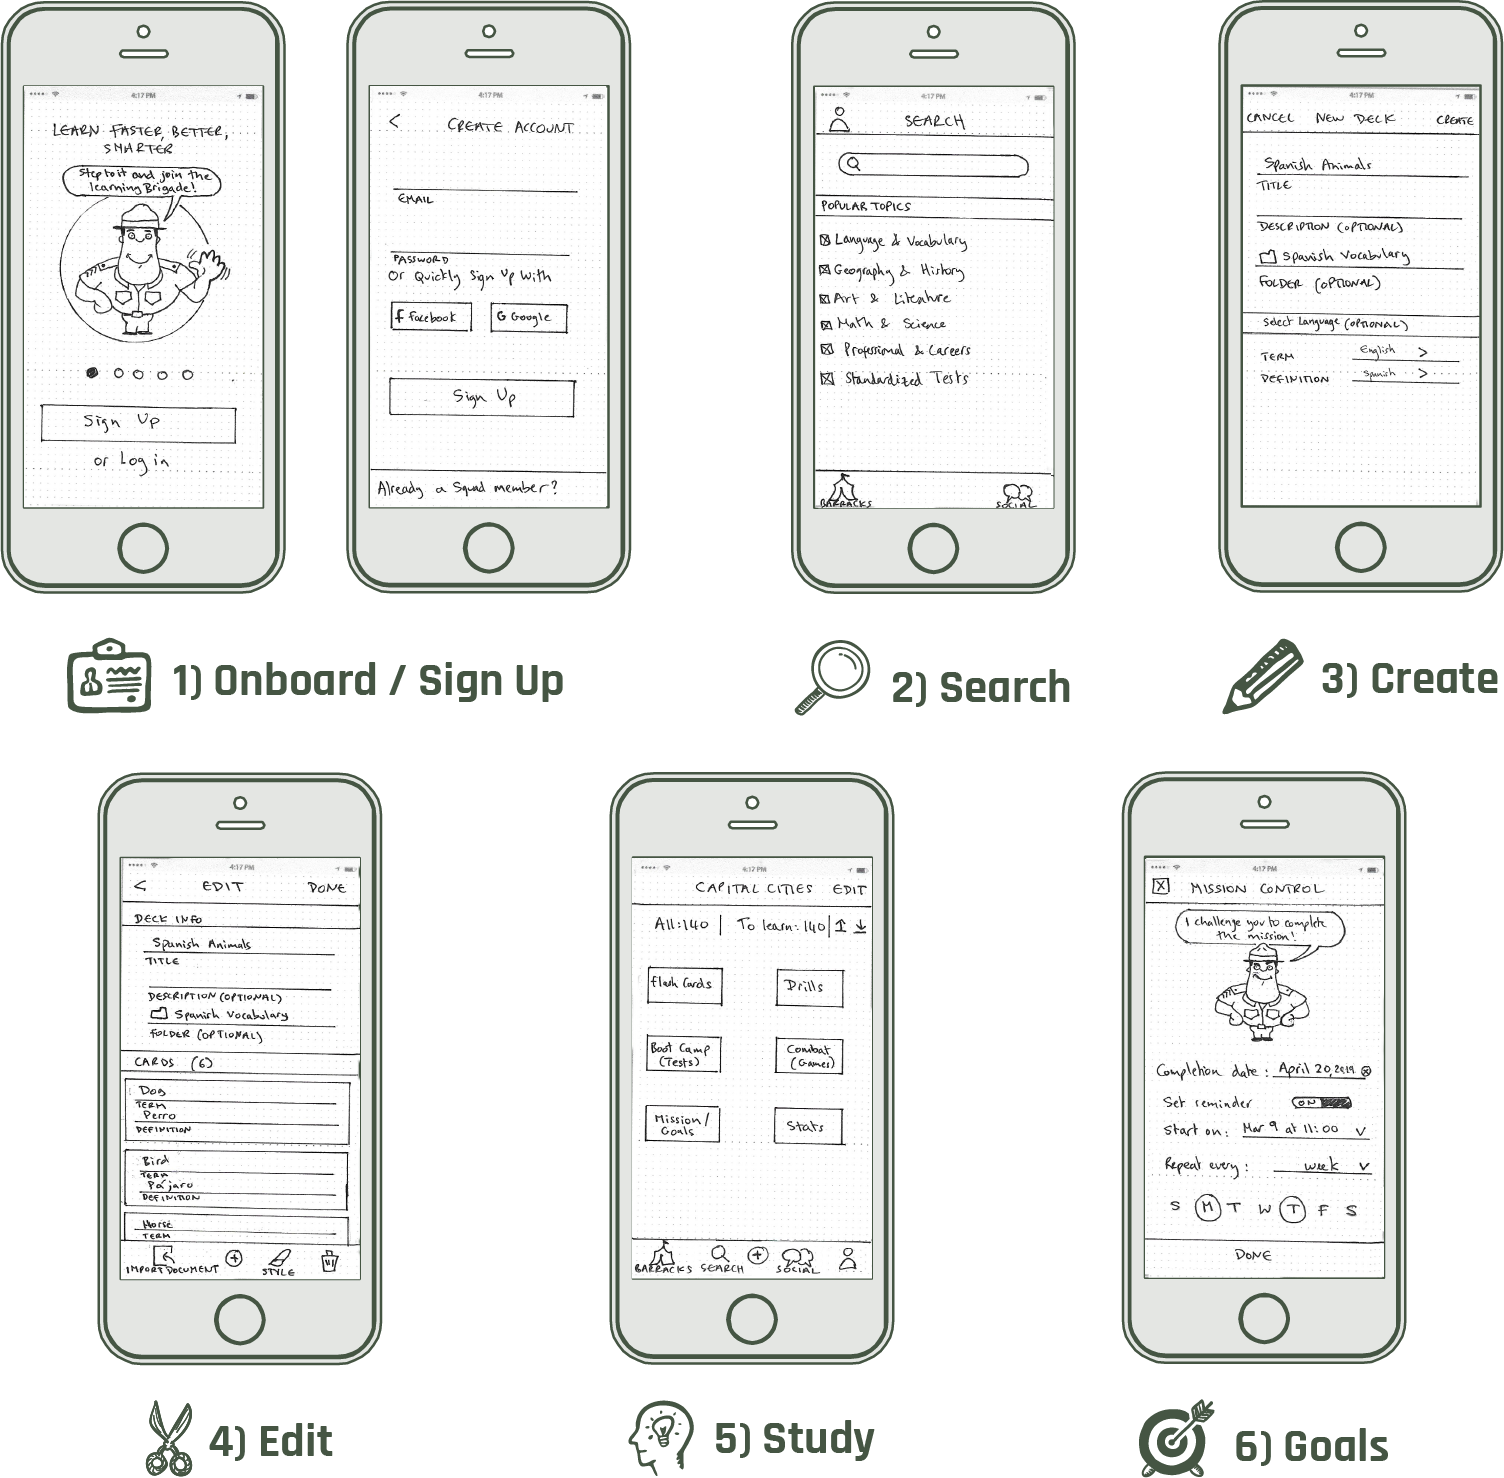 4:17 PM
LEARN FASTER, BETTER,
SMARTER
Step to it and join the
learning Brigade!
Sign Up
or Log in
4:17 PM
<
CREATE ACCOUNT
EMAIL
PASSWORD
Or Quickly Sign Up With
f Facebook
G Google
Sign Up
Already a Squad member?
4:17 PM
SEARCH
POPULAR TOPICS
Language & Vocabulary
Geography & History
Art & Literature
Math & Science
Professional & Careers
Standardized Tests
BARRACKS
SOCIAL
4:17 PM
CANCEL NEW DECK CREATE
Spanish Animals
TITLE
DESCRIPTION (OPTIONAL)
Spanish Vocabulary
FOLDER (OPTIONAL)
Select Language (OPTIONAL)
TERM English >
DEFINITION Spanish >
1) Onboard / Sign Up
2) Search
3) Create
4:17 PM
< EDIT DONE
DECK INFO
Spanish Animals
TITLE
DESCRIPTION (OPTIONAL)
Spanish Vocabulary
FOLDER (OPTIONAL)
CARDS (6)
Dog
TERM
Perro
DEFINITION
Bird
TERM
Pájaro
DEFINITION
Horse
TERM
IMPORT DOCUMENT
STYLE
4:17 PM
CAPITAL CITIES EDIT
All: 140 | To learn: 140
Flash Cards
Drills
Boot Camp
(Tests)
Combat
(Games)
Mission/
Goals
Stats
BARRACKS SEARCH SOCIAL
4:17 PM
X MISSION CONTROL
I challenge you to complete
the mission!
Completion date: April 20, 2019
Set reminder ON
Start on: Mar 9 at 11:00
Repeat every: week
S M T W T F S
DONE
4) Edit
5) Study
6) Goals